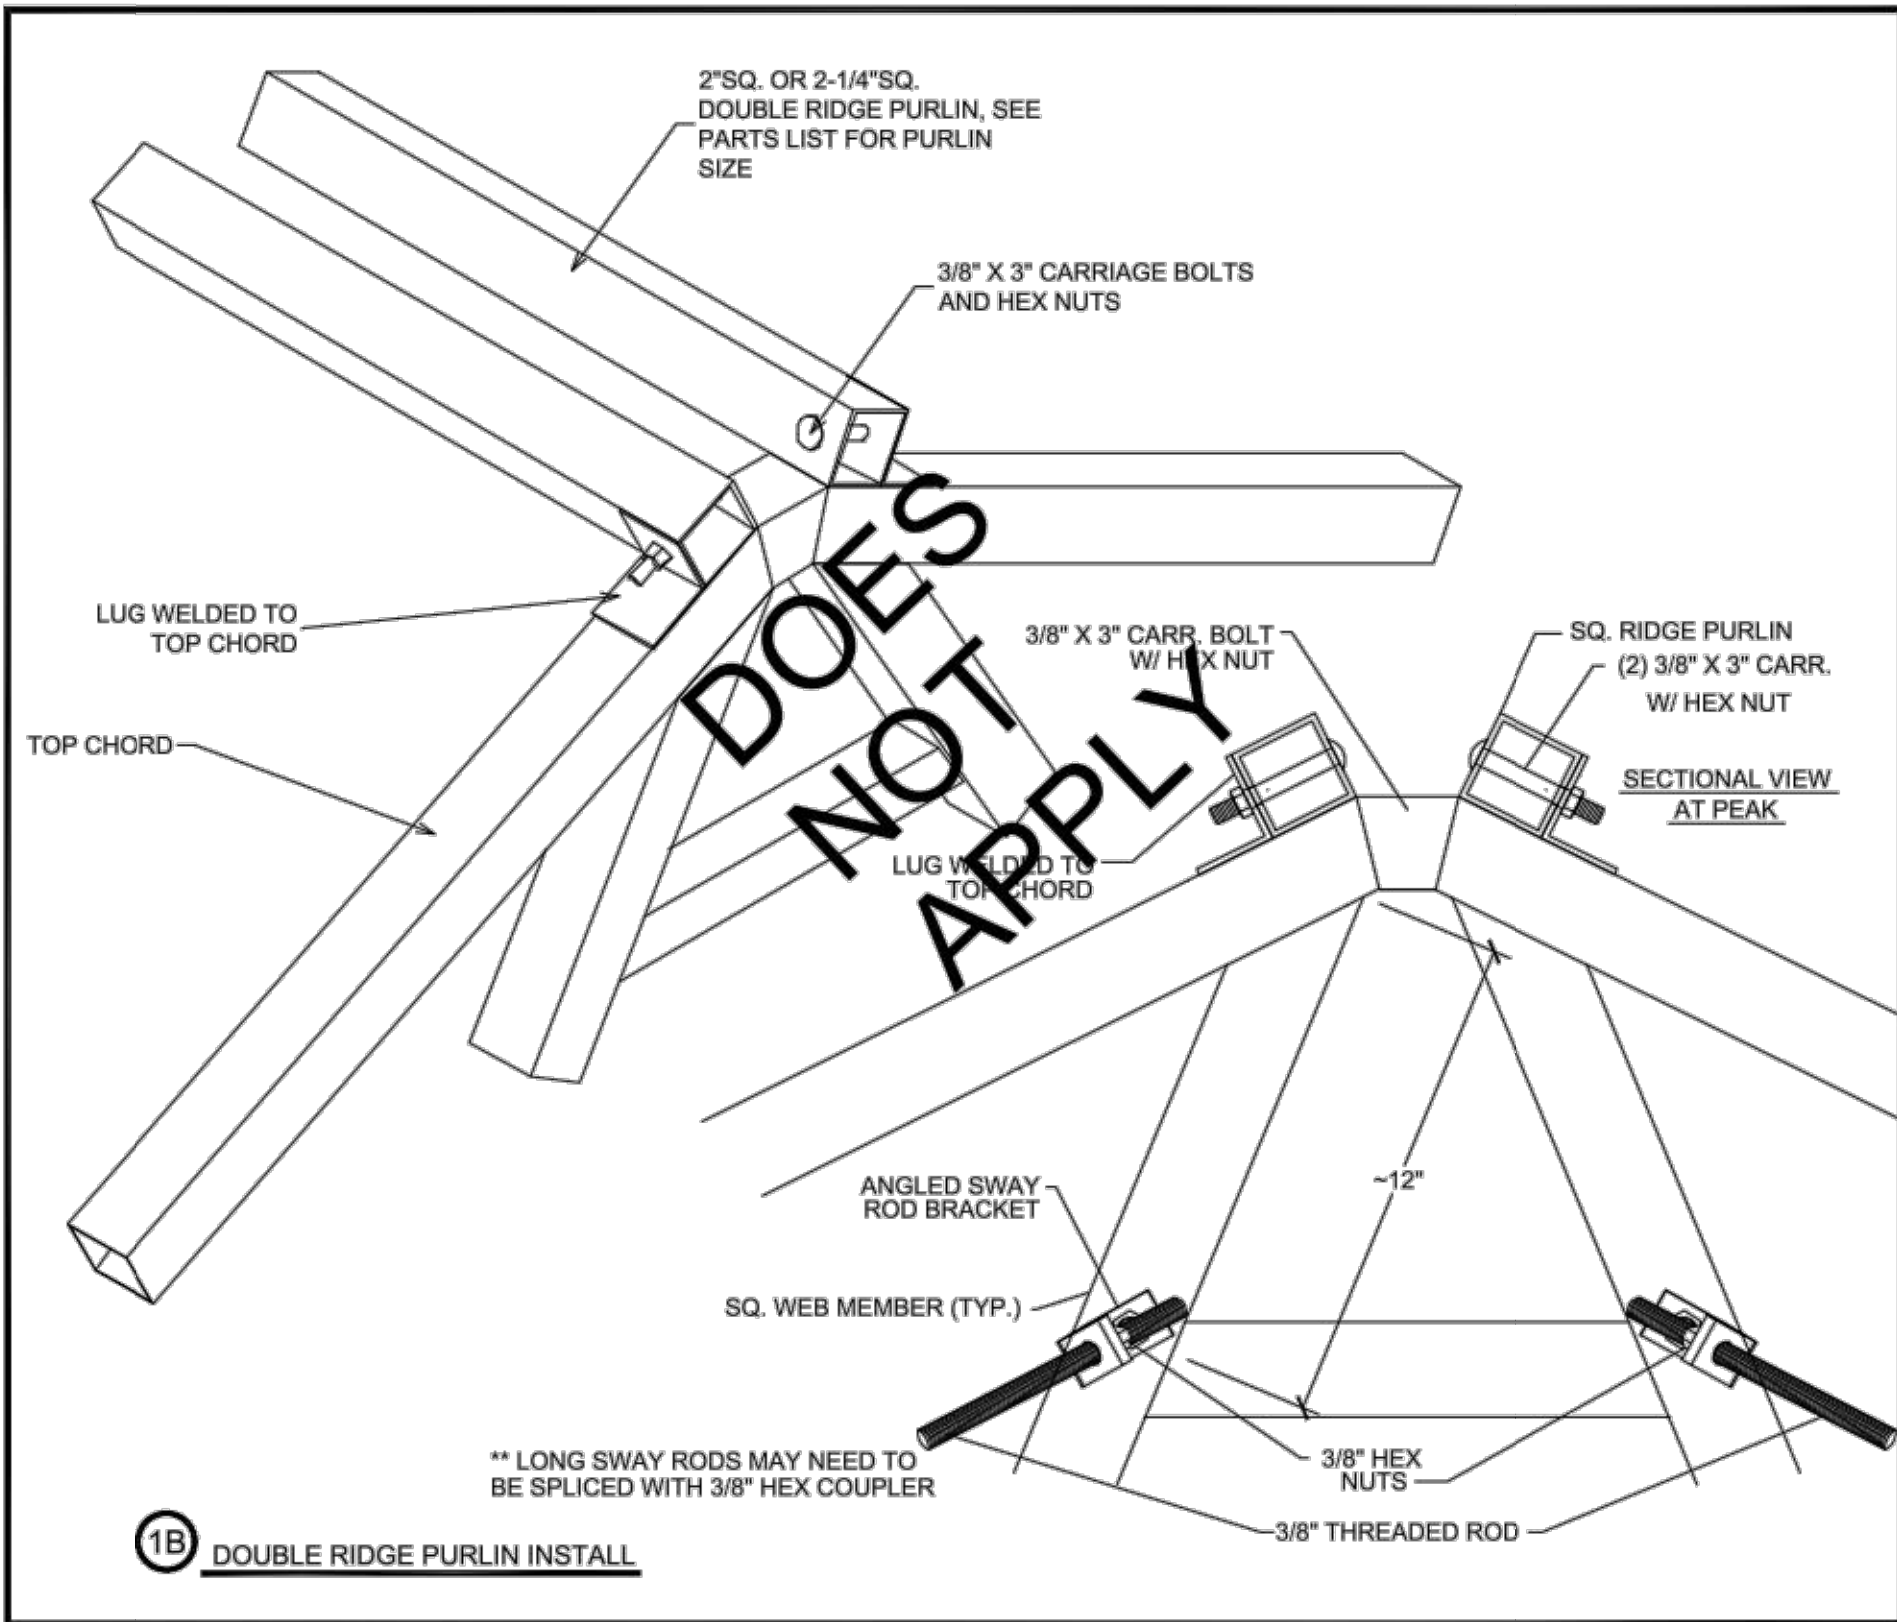 2"SQ. OR 2-1/4"SQ.
DOUBLE RIDGE PURLIN, SEE
PARTS LIST FOR PURLIN
SIZE
3/8" X 3" CARRIAGE BOLTS
AND HEX NUTS
LUG WELDED TO
TOP CHORD
TOP CHORD
DOES
NOT
APPLY
3/8" X 3" CARR. BOLT
W/ HEX NUT
SQ. RIDGE PURLIN
(2) 3/8" X 3" CARR.
W/ HEX NUT
SECTIONAL VIEW
AT PEAK
LUG WELDED TO
TOP CHORD
~12"
ANGLED SWAY
ROD BRACKET
SQ. WEB MEMBER (TYP.)
** LONG SWAY RODS MAY NEED TO
BE SPLICED WITH 3/8" HEX COUPLER
3/8" HEX
NUTS
3/8" THREADED ROD
1B
DOUBLE RIDGE PURLIN INSTALL